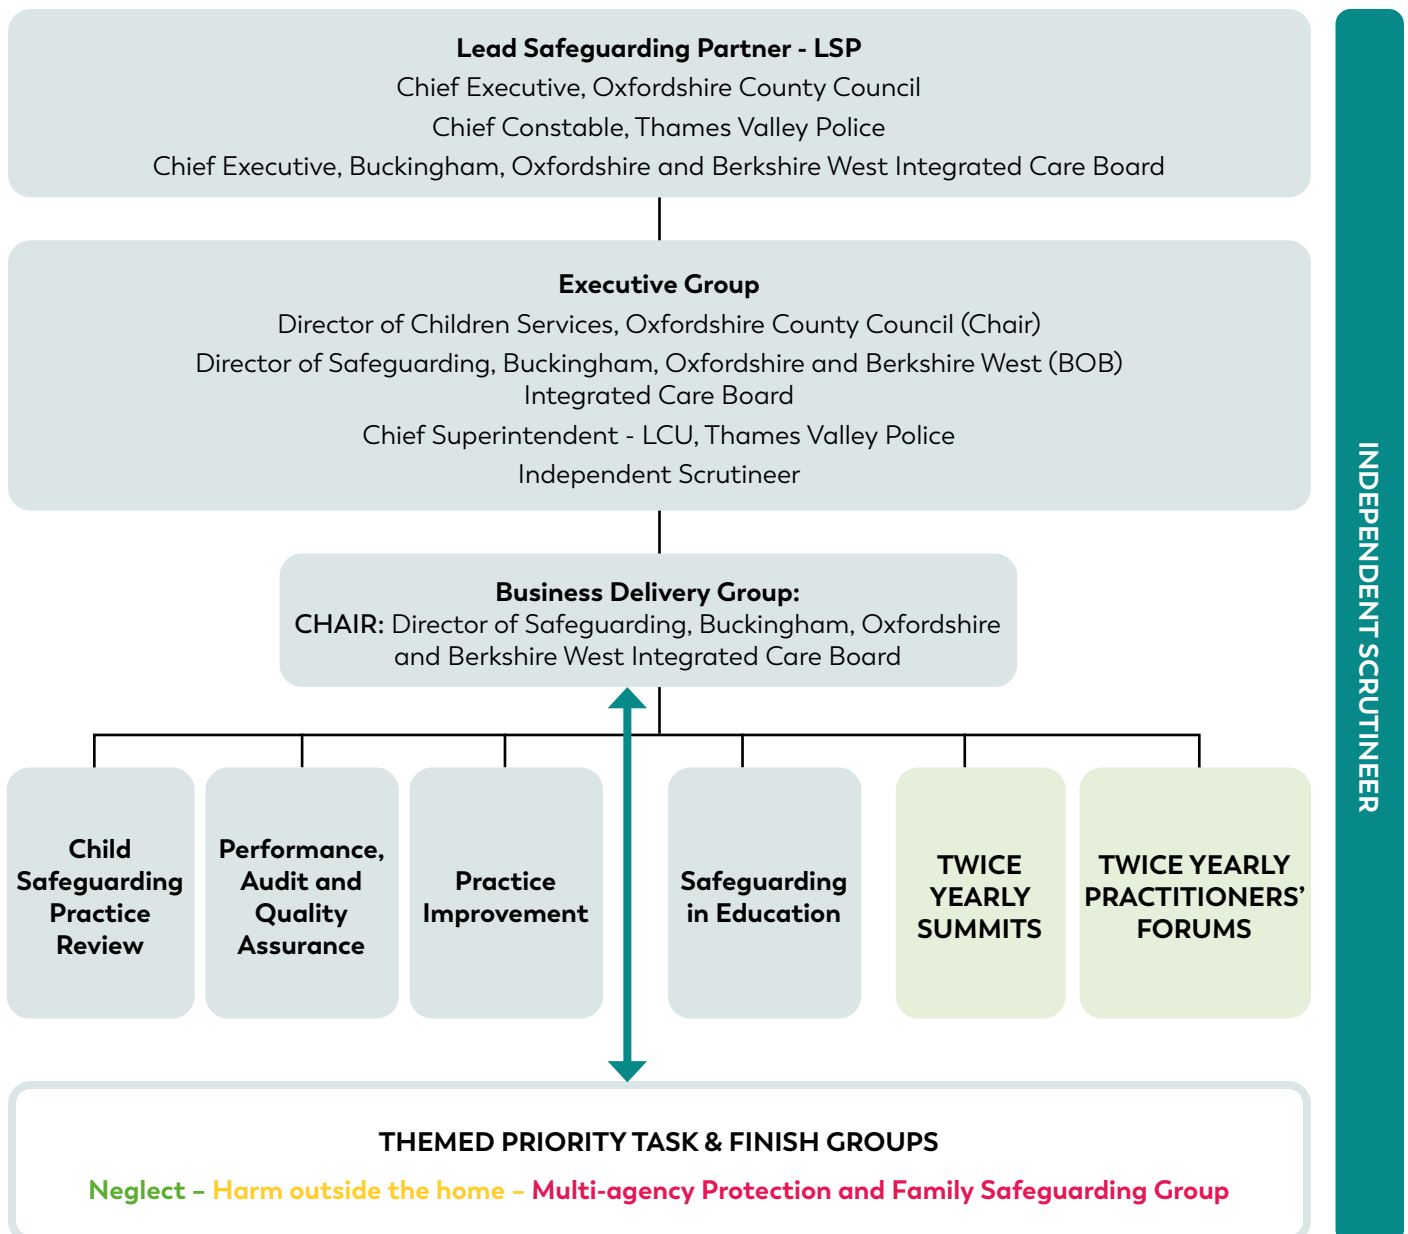 Lead Safeguarding Partner - LSP
Chief Executive, Oxfordshire County Council
Chief Constable, Thames Valley Police
Chief Executive, Buckingham, Oxfordshire and Berkshire West Integrated Care Board
Executive Group
Director of Children Services, Oxfordshire County Council (Chair)
Director of Safeguarding, Buckingham, Oxfordshire and Berkshire West (BOB)
Integrated Care Board
Chief Superintendent - LCU, Thames Valley Police
Independent Scrutineer
Business Delivery Group:
CHAIR: Director of Safeguarding, Buckingham, Oxfordshire
and Berkshire West Integrated Care Board
Child
Safeguarding
Practice
Review
Performance,
Audit and
Quality
Assurance
Practice
Improvement
Safeguarding
in Education
TWICE
YEARLY
SUMMITS
TWICE YEARLY
PRACTITIONERS’
FORUMS
THEMED PRIORITY TASK & FINISH GROUPS
Neglect – Harm outside the home – Multi-agency Protection and Family Safeguarding Group
INDEPENDENT SCRUTINEER